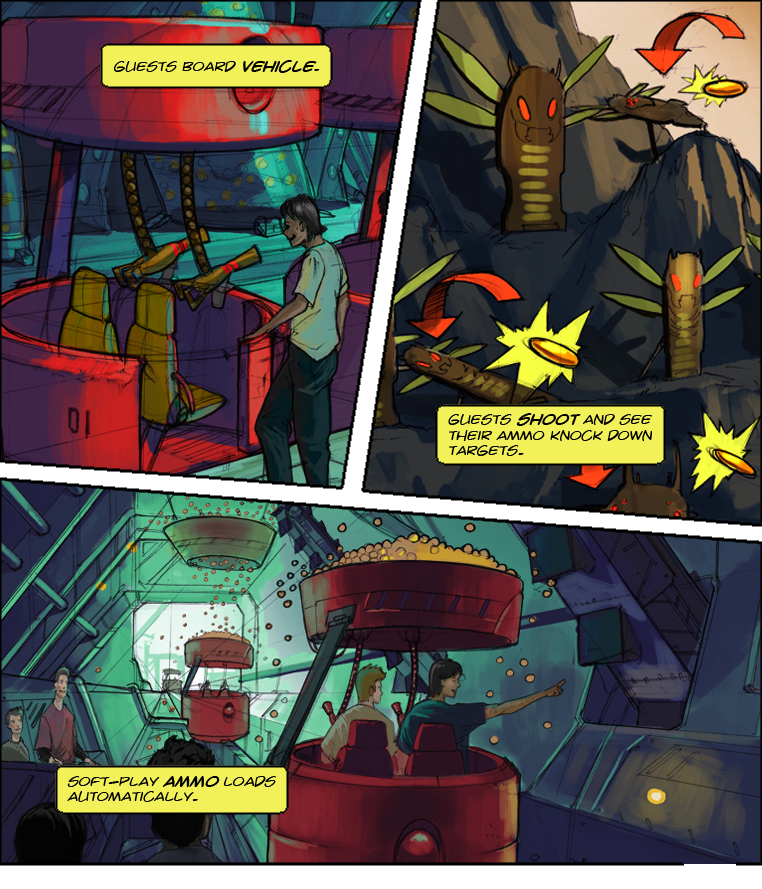 GUESTS BOARD VEHICLE.
GUESTS SHOOT AND SEE
THEIR AMMO KNOCK DOWN
TARGETS.
01
SOFT-PLAY AMMO LOADS
AUTOMATICALLY.